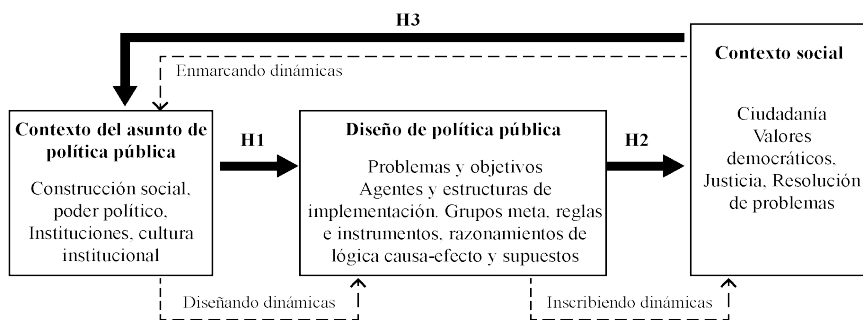 H3
Enmarcando dinámicas
Contexto del asunto de
política pública
Construcción social,
poder político,
Instituciones, cultura
institucional
H1
Diseño de política pública
Problemas y objetivos
Agentes y estructuras de
implementación. Grupos meta, reglas
e instrumentos, razonamientos de
lógica causa-efecto y supuestos
H2
Contexto social
Ciudadanía
Valores
democráticos,
Justicia, Resolución
de problemas
Diseñando dinámicas
Inscribiendo dinámicas